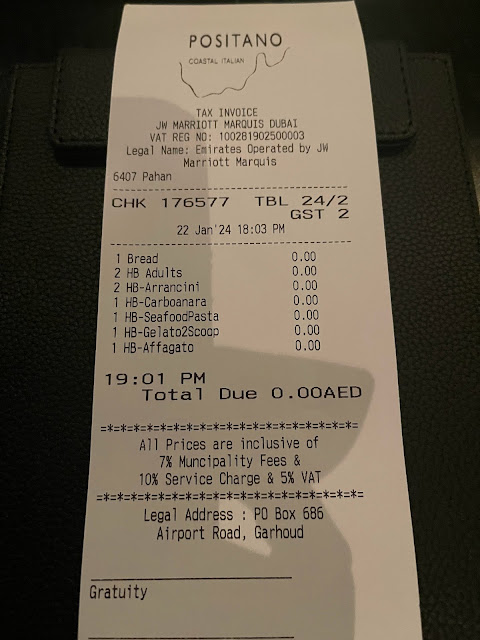 POSITANO
COASTAL ITALIAN
TAX INVOICE
JW MARRIOTT MARQUIS DUBAI
VAT REG NO: 100281902500003
Legal Name: Emirates Operated by JW
Marriott Marquis
6407 Pahan
CHK 176577 TBL 24/2
GST 2
22 Jan'24 18:03 PM
1 Bread 0.00
2 HB Adults 0.00
2 HB-Arrancini 0.00
1 HB-Carboanara 0.00
1 HB-SeafoodPasta 0.00
1 HB-Gelato2Scoop 0.00
1 HB-Affagato 0.00
19:01 PM
Total Due 0.00AED
=*=*=*=*=*=*=*=*=*=*=*=*=*=*=*=*=*=
All Prices are inclusive of
7% Muncipality Fees &
10% Service Charge & 5% VAT
=*=*=*=*=*=*=*=*=*=*=*=*=*=*=*=*=*=
Legal Address : PO Box 686
Airport Road, Garhoud
Gratuity